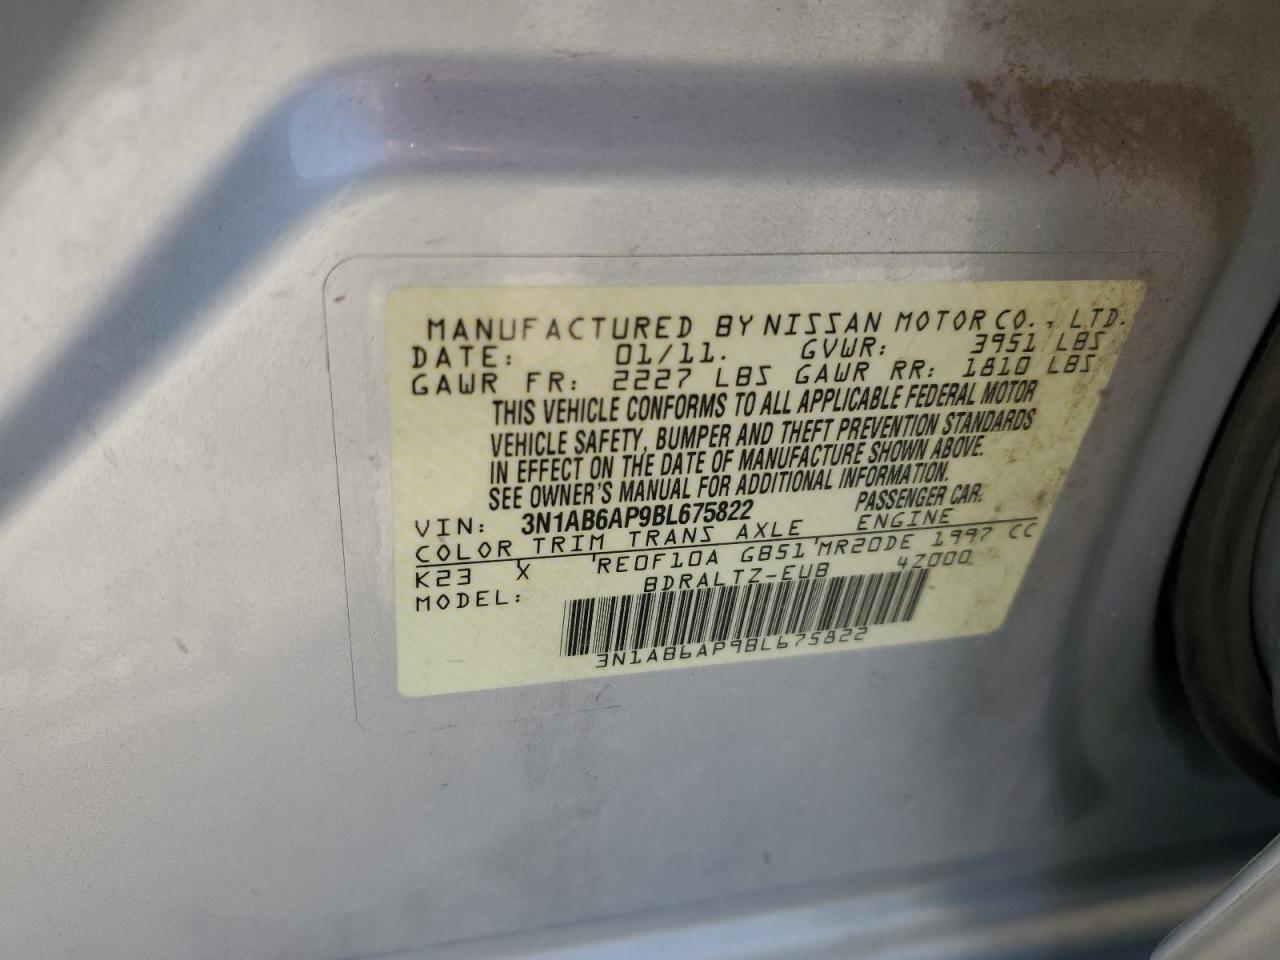 MANUFACTURED BY NISSAN MOTOR CO., LTD.
DATE: 01/11. GVWR: 3951 LBS
GAWR FR: 2227 LBS GAWR RR: 1810 LBS
THIS VEHICLE CONFORMS TO ALL APPLICABLE FEDERAL MOTOR
VEHICLE SAFETY, BUMPER AND THEFT PREVENTION STANDARDS
IN EFFECT ON THE DATE OF MANUFACTURE SHOWN ABOVE.
SEE OWNER'S MANUAL FOR ADDITIONAL INFORMATION.
VIN: 3N1AB6AP9BL675822 PASSENGER CAR.
COLOR TRIM TRANS AXLE ENGINE
K23 X RE0F10A GB51 MR20DE 1997 CC
MODEL: BDRALTZ-EUB 4Z000
3N1AB6AP9BL675822